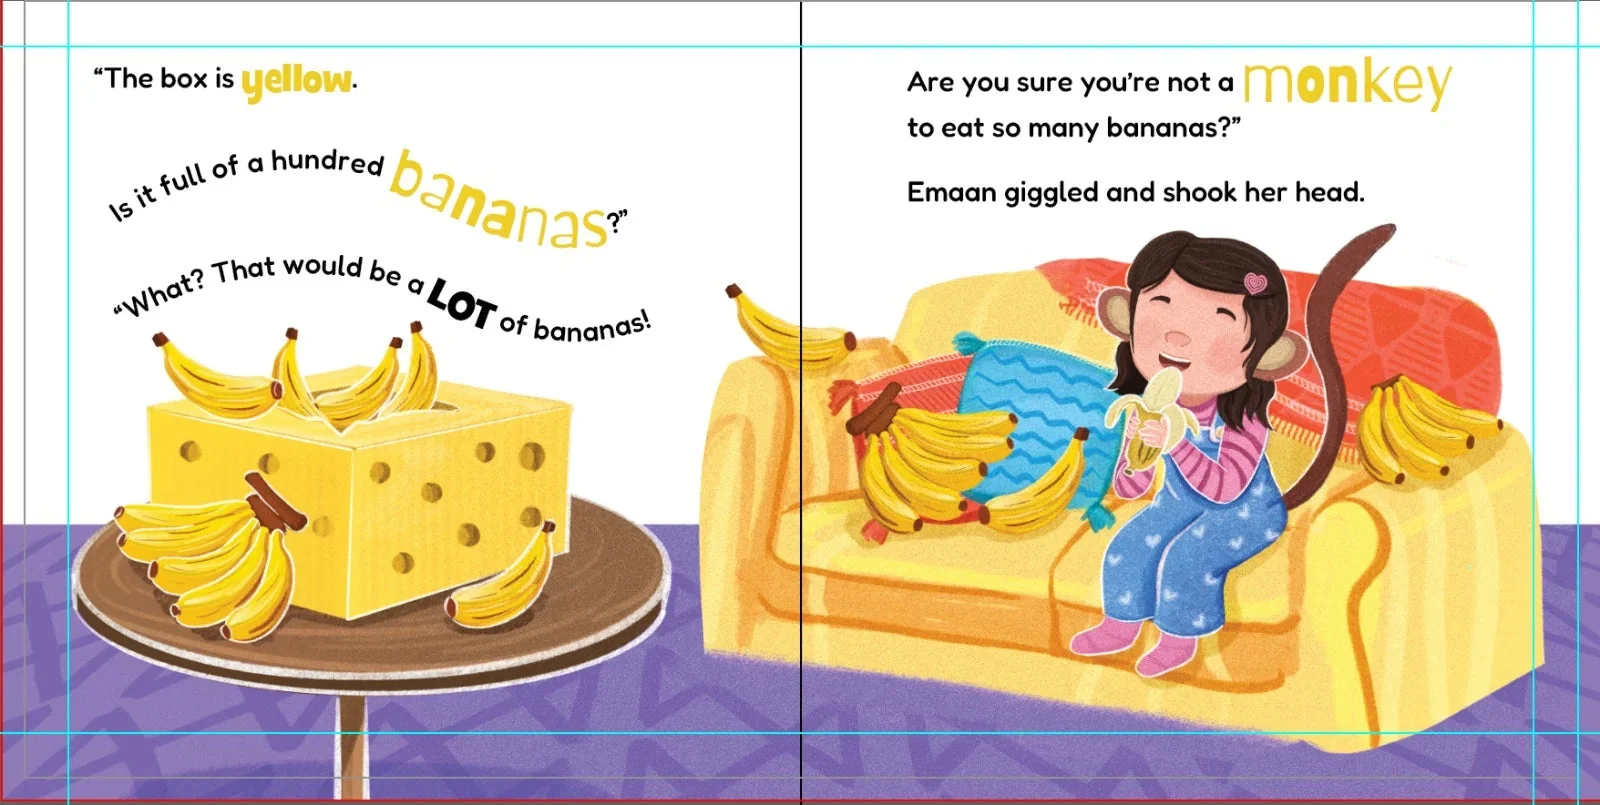 “The box is yellow.
Is it full of a hundred bananas?”
“What? That would be a LOT of bananas!
Are you sure you’re not a monkey
to eat so many bananas?”
Emaan giggled and shook her head.